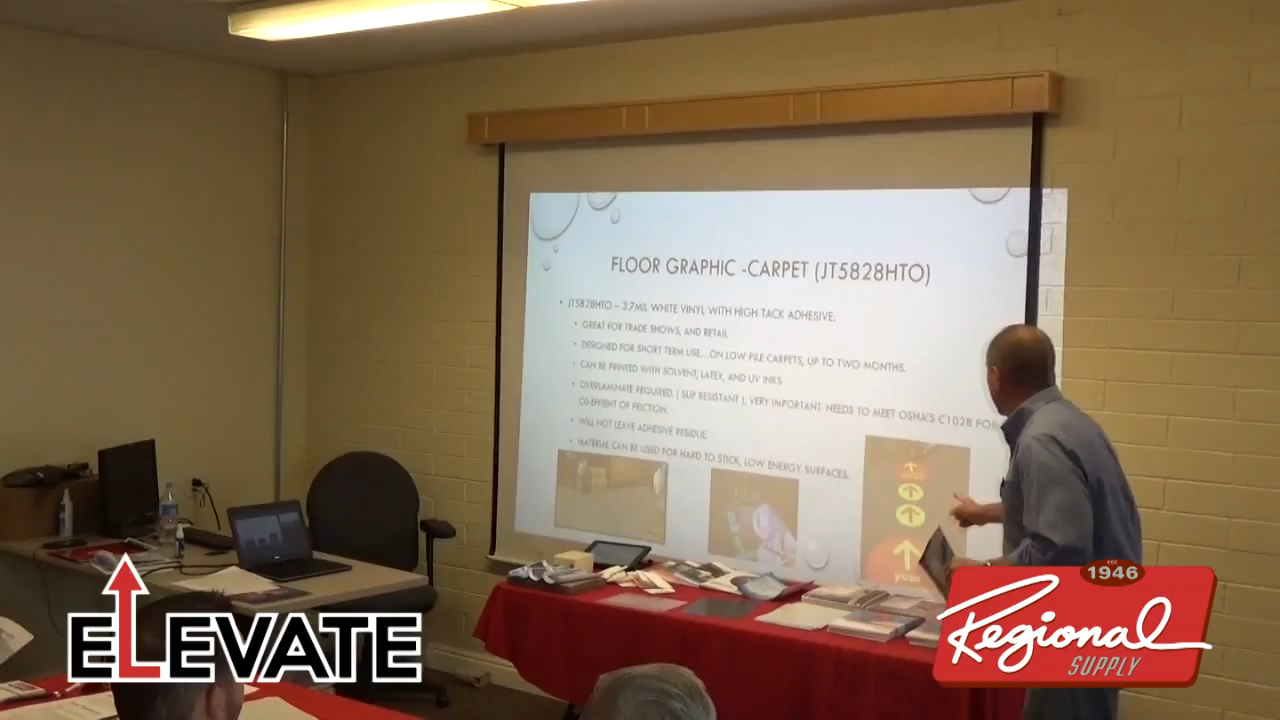 FLOOR GRAPHIC -CARPET (JT5828HTO)
• JT5828HTO – 3.7MIL WHITE VINYL WITH HIGH TACK ADHESIVE.
• GREAT FOR TRADE SHOWS, AND RETAIL
• DESIGNED FOR SHORT TERM USE...ON LOW PILE CARPETS, UP TO TWO MONTHS.
• CAN BE PRINTED WITH SOLVENT, LATEX, AND UV INKS
• OVERLAMINATE REQUIRED. ( SLIP RESISTANT ). VERY IMPORTANT. NEEDS TO MEET OSHA'S C1028 FOR
CO-EFFIENT OF FRICTION.
• WILL NOT LEAVE ADHESIVE RESIDUE.
• MATERIAL CAN BE USED FOR HARD TO STICK, LOW ENERGY SURFACES.
your
ELEVATE
EST.
1946
Regional
SUPPLY